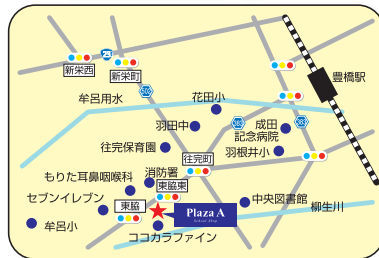 23
新栄西
新栄町
豊橋駅
牟呂用水
花田小
羽田中
成田
記念病院
往完保育園
往完町
羽根井小
消防署
もりた耳鼻咽喉科
東脇東
セブンイレブン
東脇
Plaza A
中央図書館
柳生川
牟呂小
ココカラファイン